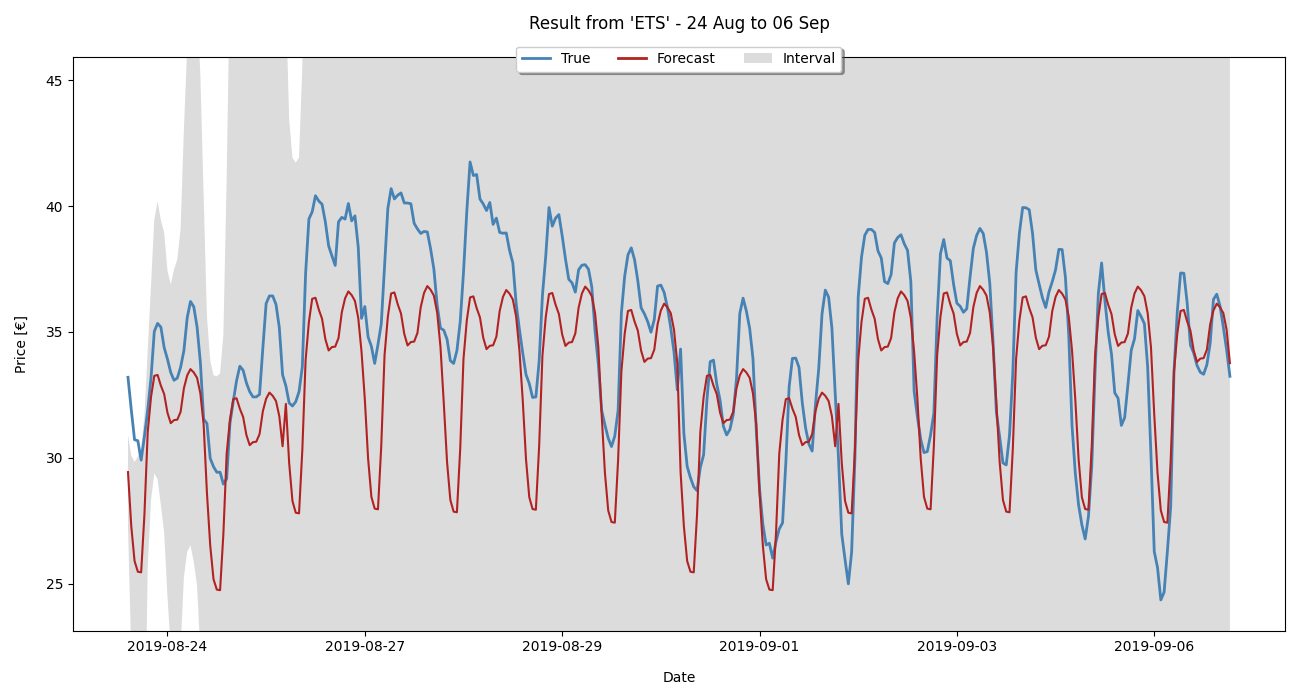 Result from 'ETS' - 24 Aug to 06 Sep
True Forecast Interval
45
40
35
30
25
Price [€]
2019-08-24 2019-08-27 2019-08-29 2019-09-01 2019-09-03 2019-09-06
Date